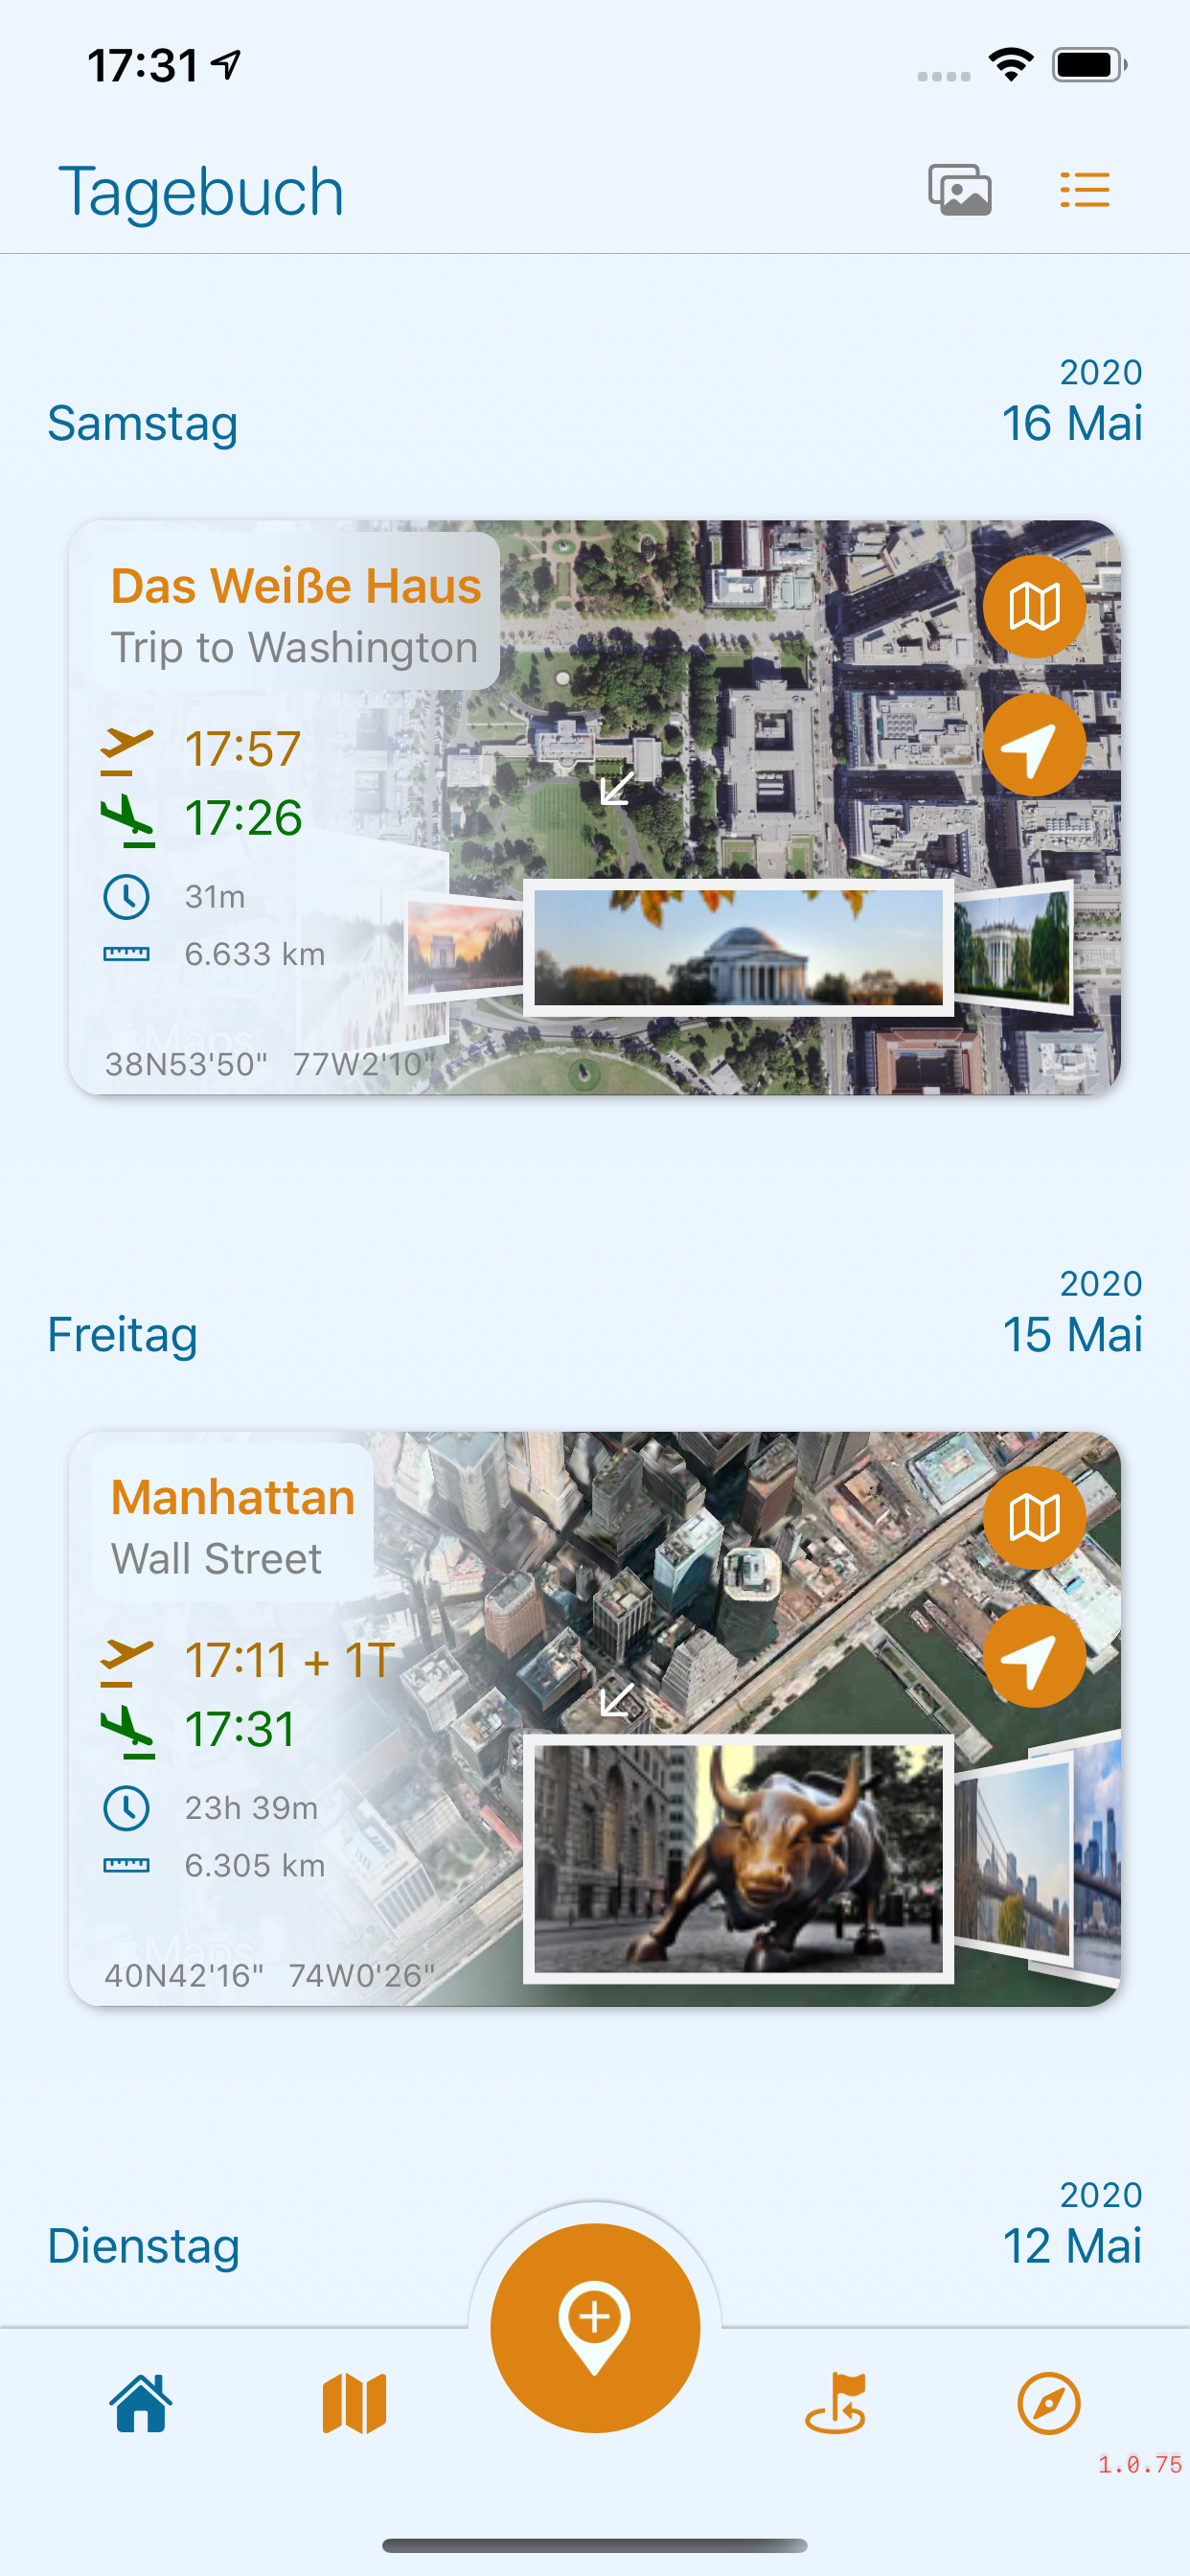 17:31
Tagebuch
2020
Samstag 16 Mai
Das Weiße Haus
Trip to Washington
17:57
17:26
31m
6.633 km
Maps
38N53'50" 77W2'10"
2020
Freitag 15 Mai
Manhattan
Wall Street
17:11 + 1T
17:31
23h 39m
6.305 km
Maps
40N42'16" 74W0'26"
2020
Dienstag 12 Mai
1.0.75